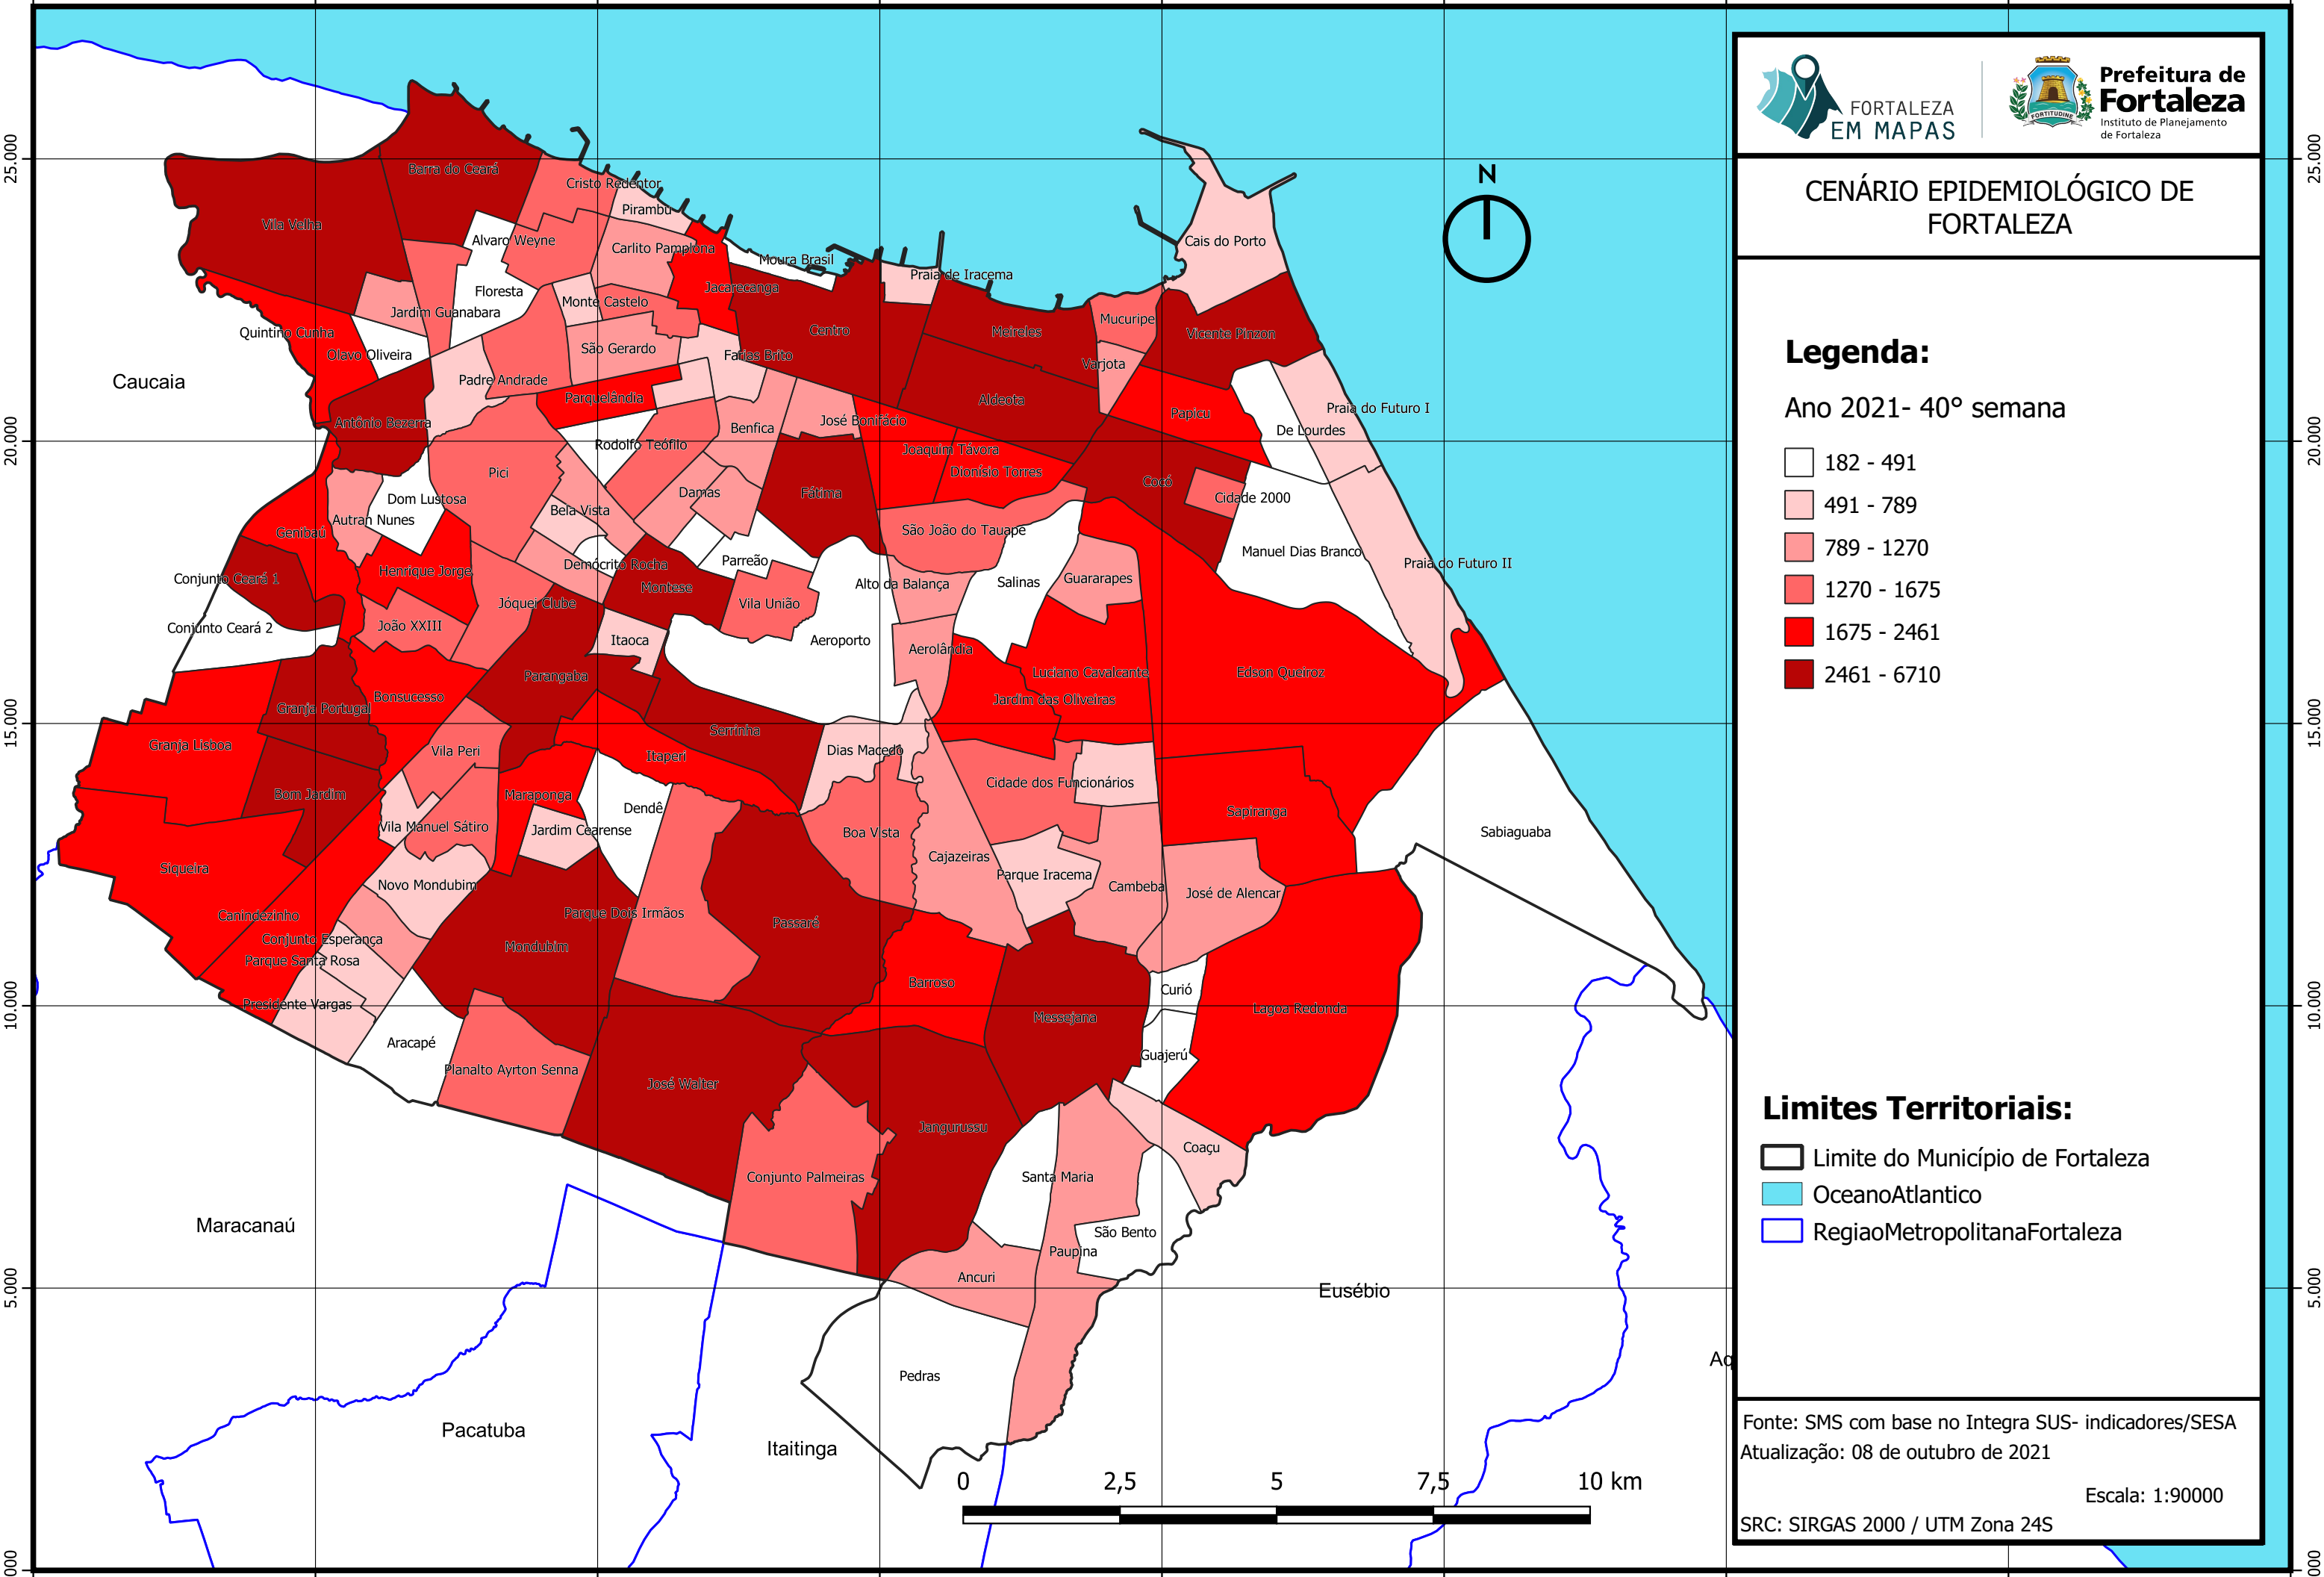 FORTALEZA
EM MAPAS
FORTITUDINE
Prefeitura de
Fortaleza
Instituto de Planejamento
de Fortaleza
CENÁRIO EPIDEMIOLÓGICO DE
FORTALEZA
Legenda:
Ano 2021- 40° semana
182 - 491
491 - 789
789 - 1270
1270 - 1675
1675 - 2461
2461 - 6710
Limites Territoriais:
Limite do Município de Fortaleza
OceanoAtlantico
RegiaoMetropolitanaFortaleza
Fonte: SMS com base no Integra SUS- indicadores/SESA
Atualização: 08 de outubro de 2021
Escala: 1:90000
SRC: SIRGAS 2000 / UTM Zona 24S
N
25.000
25.000
20.000
20.000
15.000
15.000
10.000
10.000
5.000
5.000
000
000
Barra do Ceará
Cristo Redentor
Pirambu
Vila Velha
Alvaro Weyne
Carlito Pamplona
Cais do Porto
Moura Brasil
Praia de Iracema
Jacarecanga
Floresta
Monte Castelo
Jardim Guanabara
Mucuripe
Quintino Cunha
Centro
Meireles
Vicente Pinzon
Olavo Oliveira
São Gerardo
Farias Brito
Varjota
Caucaia
Padre Andrade
Parquelândia
Aldeota
Praia do Futuro I
Papicu
Antônio Bezerra
José Bonifácio
Benfica
De Lourdes
Rodolfo Teófilo
Joaquim Távora
Pici
Dionísio Torres
Cocó
Damas
Fátima
Dom Lustosa
Cidade 2000
Bela Vista
Autran Nunes
Genibaú
São João do Tauape
Manuel Dias Branco
Parreão
Demócrito Rocha
Praia do Futuro II
Henrique Jorge
Conjunto Ceará 1
Montese
Alto da Balança
Salinas
Guararapes
Jóquei Clube
Vila União
João XXIII
Conjunto Ceará 2
Itaoca
Aeroporto
Aerolândia
Parangaba
Luciano Cavalcante
Edson Queiroz
Bonsucesso
Jardim das Oliveiras
Granja Portugal
Serrinha
Granja Lisboa
Vila Peri
Dias Macedo
Itaperi
Cidade dos Funcionários
Bom Jardim
Maraponga
Dendê
Sapiranga
Vila Manuel Sátiro
Jardim Cearense
Boa Vista
Sabiaguaba
Cajazeiras
Siqueira
Parque Iracema
Novo Mondubim
Cambeba
José de Alencar
Canindezinho
Parque Dois Irmãos
Passaré
Conjunto Esperança
Mondubim
Parque Santa Rosa
Barroso
Curió
Presidente Vargas
Messejana
Lagoa Redonda
Aracapé
Guajerú
Planalto Ayrton Senna
José Walter
Jangurussu
Coaçu
Conjunto Palmeiras
Santa Maria
Maracanaú
São Bento
Paupina
Ancuri
Eusébio
Aq
Pedras
Pacatuba
Itaitinga
0 2,5 5 7,5 10 km